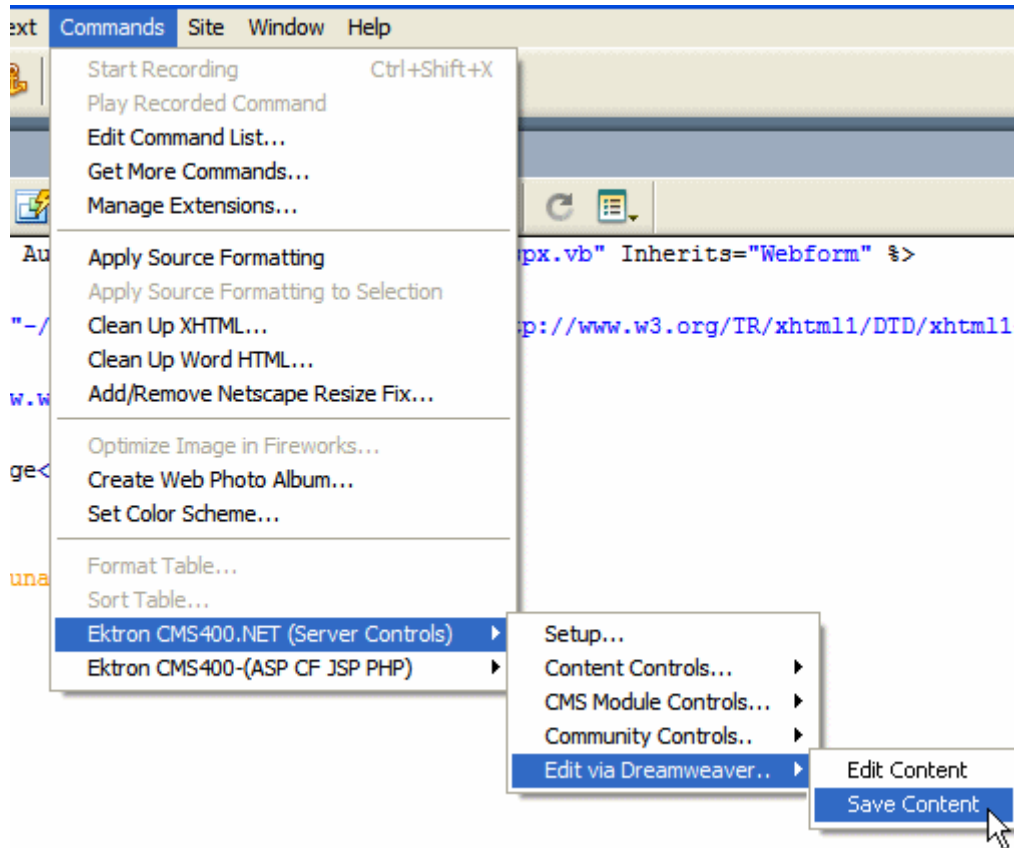 ext Commands Site Window Help
Start Recording Ctrl+Shift+X
Play Recorded Command
Edit Command List...
Get More Commands...
Manage Extensions...
Au px.vb" Inherits="Webform" %>
Apply Source Formatting
Apply Source Formatting to Selection
"-/ p://www.w3.org/TR/xhtml1/DTD/xhtml1
Clean Up XHTML...
Clean Up Word HTML...
w.w
Add/Remove Netscape Resize Fix...
Optimize Image in Fireworks...
ge<
Create Web Photo Album...
Set Color Scheme...
Format Table...
una
Sort Table...
Ektron CMS400.NET (Server Controls)
Ektron CMS400-(ASP CF JSP PHP)
Setup...
Content Controls...
CMS Module Controls...
Community Controls..
Edit via Dreamweaver..
Edit Content
Save Content